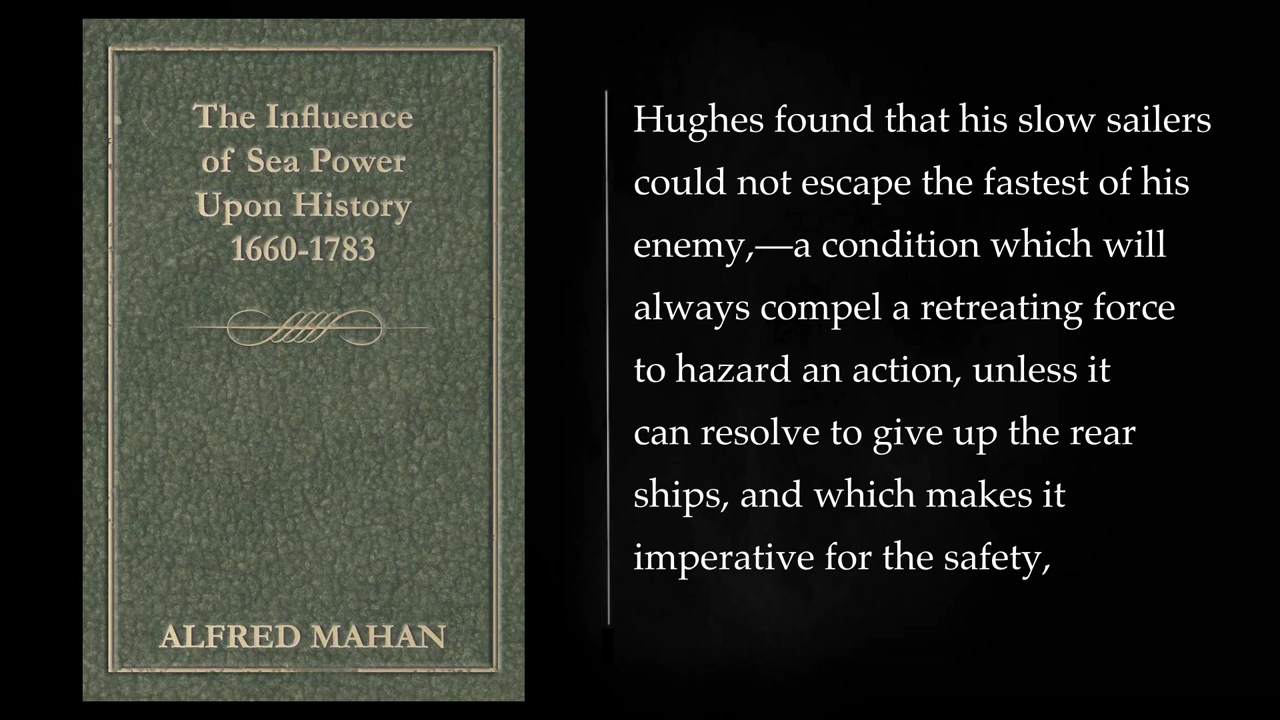 The Influence
of Sea Power
Upon History
1660-1783
ALFRED MAHAN
Hughes found that his slow sailers
could not escape the fastest of his
enemy,—a condition which will
always compel a retreating force
to hazard an action, unless it
can resolve to give up the rear
ships, and which makes it
imperative for the safety,